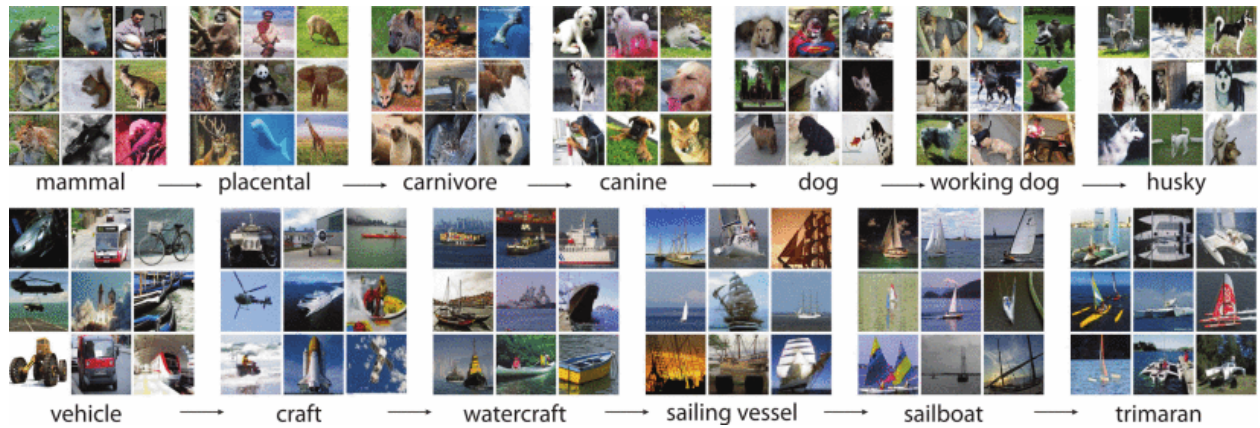 mammal → placental → carnivore → canine → dog → working dog → husky
vehicle → craft → watercraft → sailing vessel → sailboat → trimaran